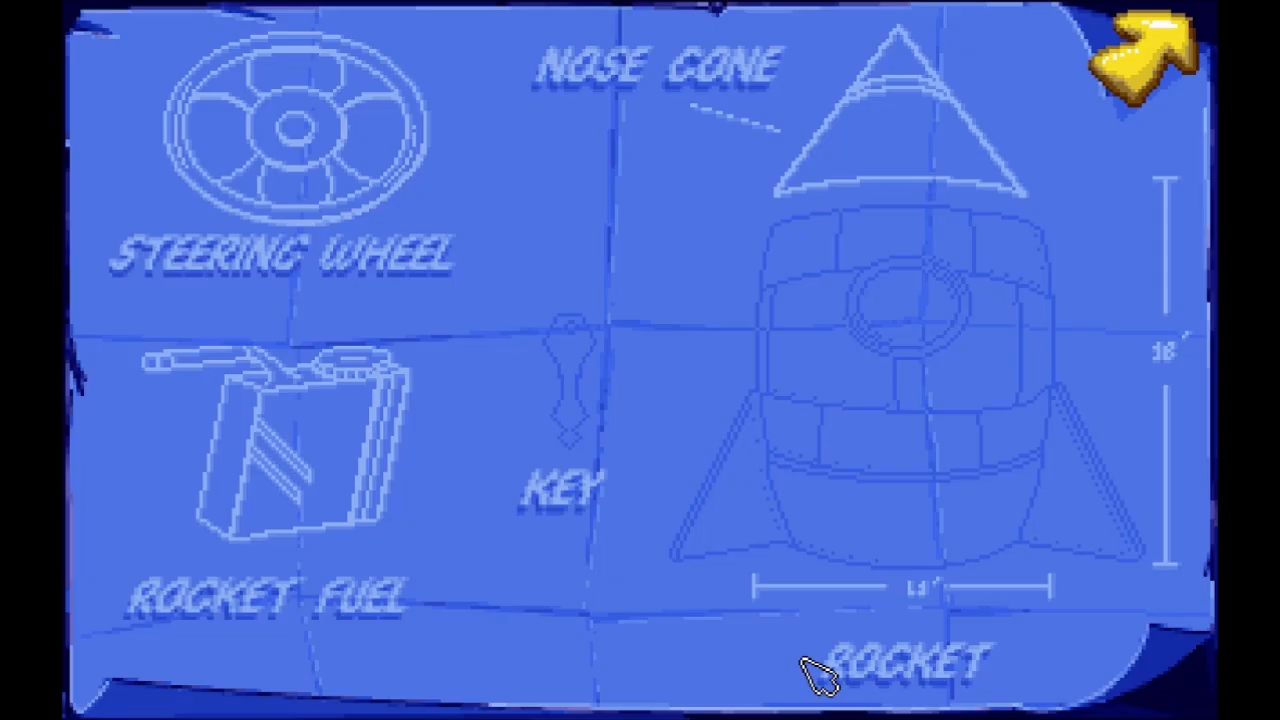 NOSE CONE
STEERING WHEEL
KEY
ROCKET FUEL
ROCKET